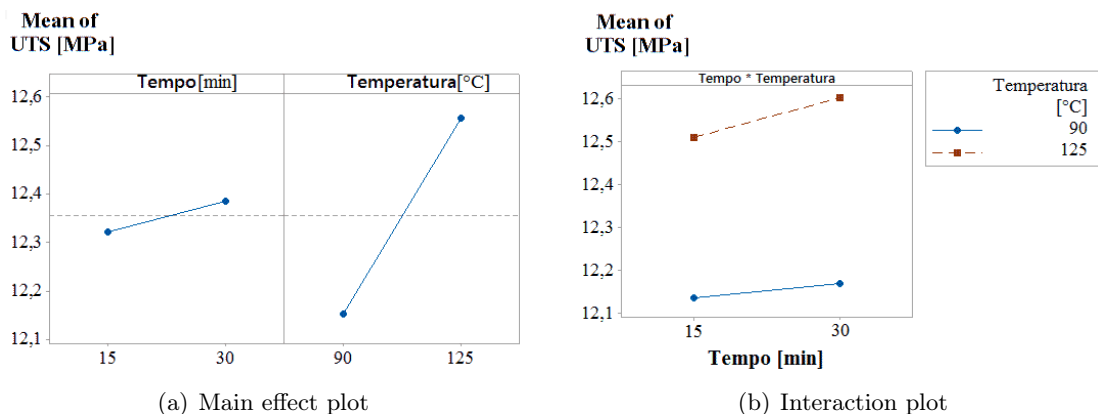 Mean of
UTS [MPa]
Tempo[min]
Temperatura[°C]
12,6
12,5
12,4
12,3
12,2
12,1
15
30
90
125
(a) Main effect plot
Mean of
UTS [MPa]
Tempo * Temperatura
12,6
12,5
12,4
12,3
12,2
12,1
15
30
Tempo [min]
Temperatura
[°C]
90
125
(b) Interaction plot